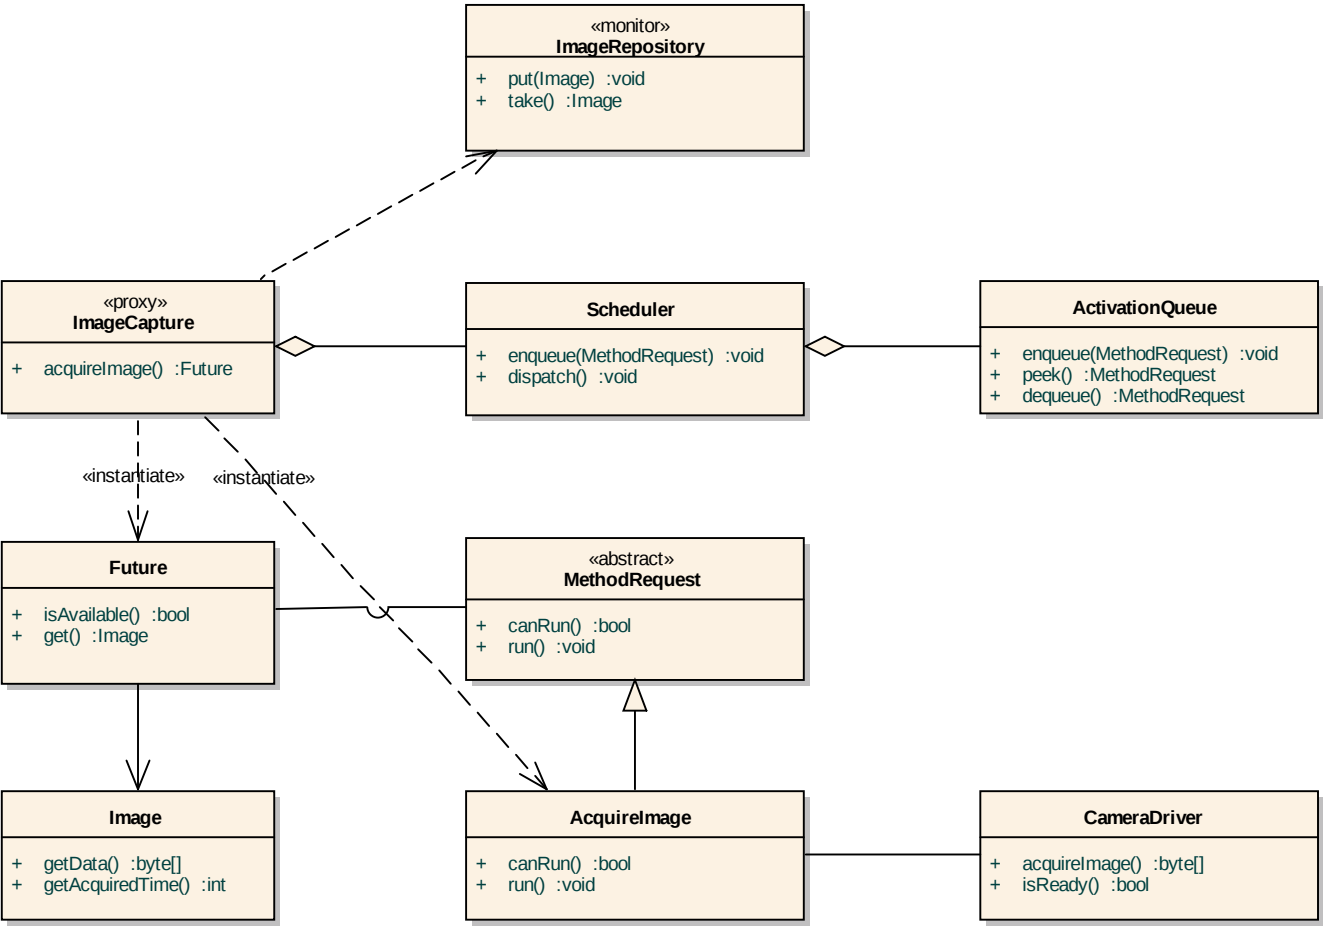 «monitor»
ImageRepository
+ put(Image) :void
+ take() :Image
«proxy»
ImageCapture
+ acquireImage() :Future
Scheduler
+ enqueue(MethodRequest) :void
+ dispatch() :void
ActivationQueue
+ enqueue(MethodRequest) :void
+ peek() :MethodRequest
+ dequeue() :MethodRequest
«instantiate»
«instantiate»
Future
+ isAvailable() :bool
+ get() :Image
«abstract»
MethodRequest
+ canRun() :bool
+ run() :void
Image
+ getData() :byte[]
+ getAcquiredTime() :int
AcquireImage
+ canRun() :bool
+ run() :void
CameraDriver
+ acquireImage() :byte[]
+ isReady() :bool